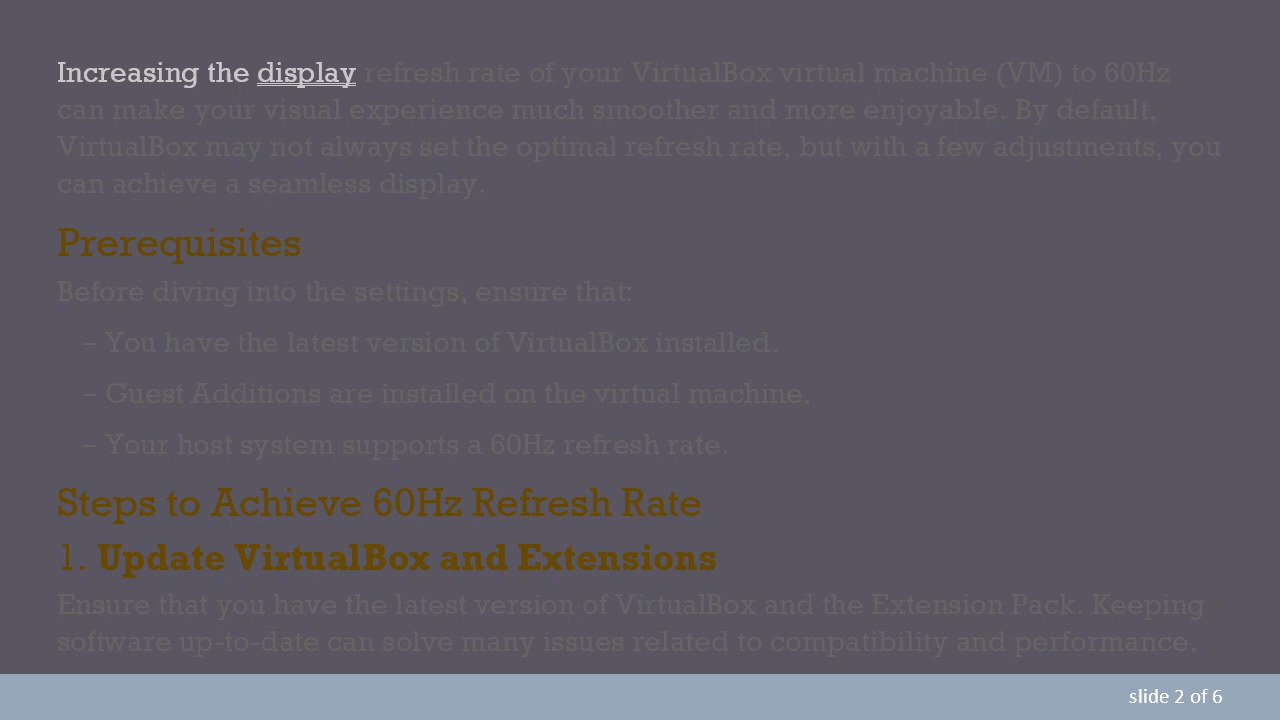 Increasing the display refresh rate of your VirtualBox virtual machine (VM) to 60Hz
can make your visual experience much smoother and more enjoyable. By default,
VirtualBox may not always set the optimal refresh rate, but with a few adjustments, you
can achieve a seamless display.
Prerequisites
Before diving into the settings, ensure that:
– You have the latest version of VirtualBox installed.
– Guest Additions are installed on the virtual machine.
– Your host system supports a 60Hz refresh rate.
Steps to Achieve 60Hz Refresh Rate
1. Update VirtualBox and Extensions
Ensure that you have the latest version of VirtualBox and the Extension Pack. Keeping
software up-to-date can solve many issues related to compatibility and performance.
slide 2 of 6